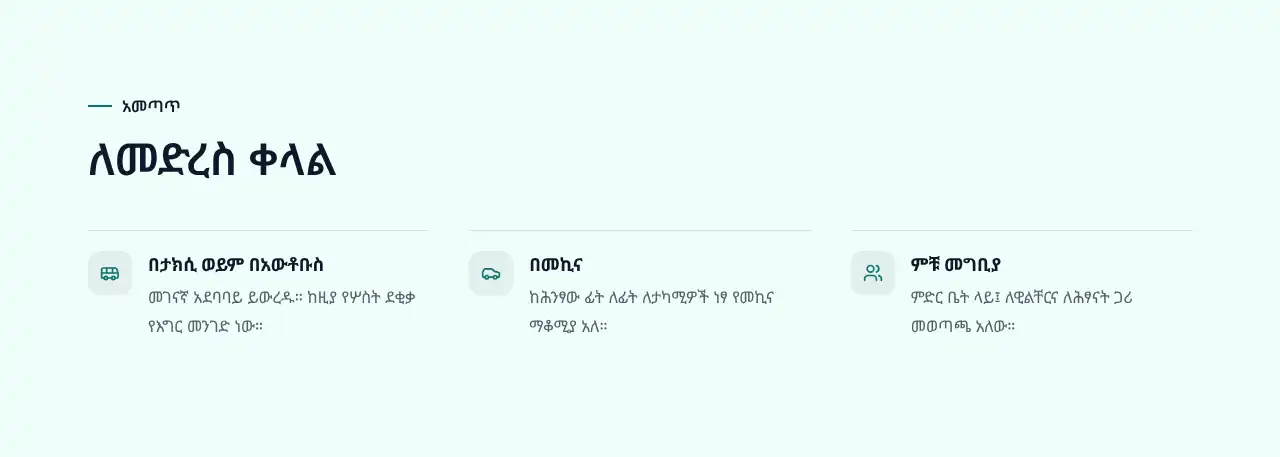 አመጣጥ
ለመድረስ ቀላል
በታክሲ ወይም በአውቶቡስ
መገናኛ አደባባይ ይውረዱ። ከዚያ የሦስት ደቂቃ
የእግር መንገድ ነው።
በመኪና
ከሕንፃው ፊት ለፊት ለታካሚዎች ነፃ የመኪና
ማቆሚያ አለ።
ምቹ መግቢያ
ምድር ቤት ላይ፤ ለዊልቸርና ለሕፃናት ጋሪ
መወጣጫ አለው።